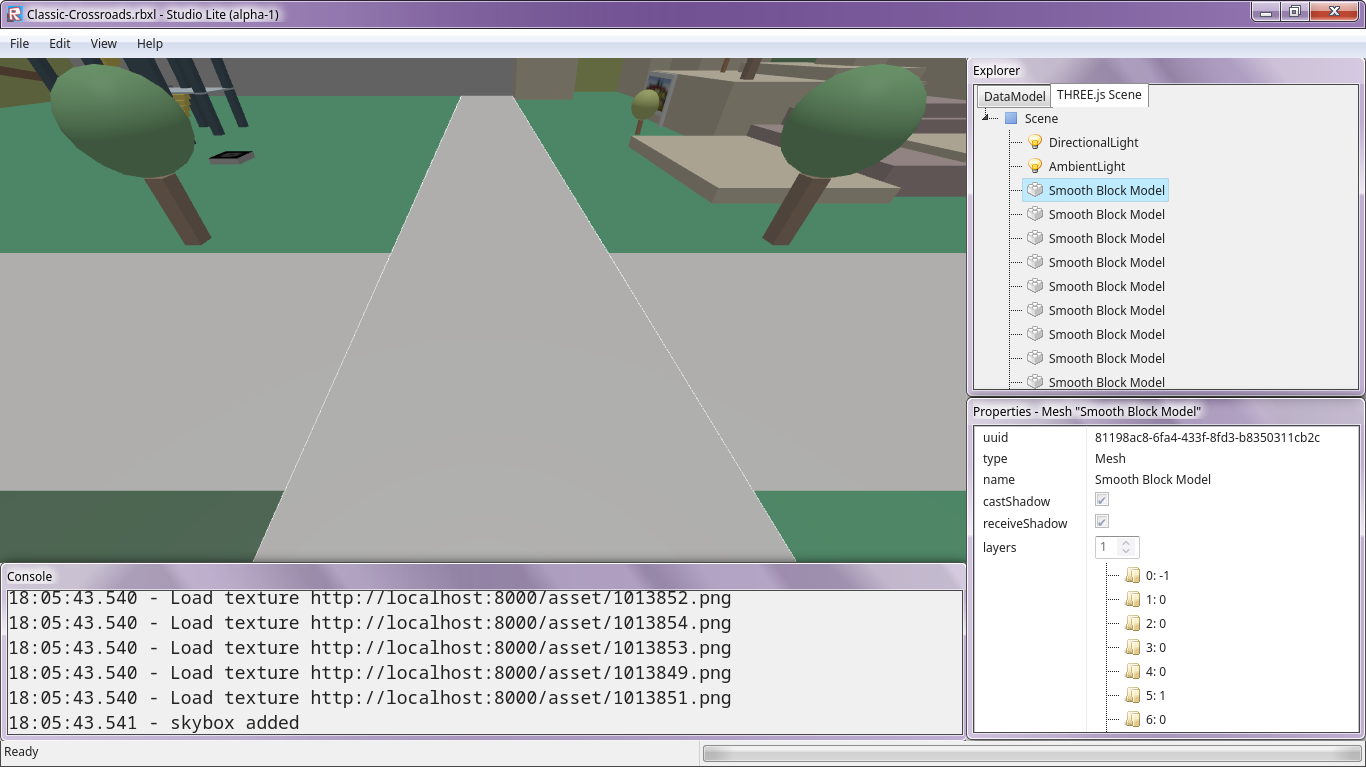 Classic-Crossroads.rbxl - Studio Lite (alpha-1)
File Edit View Help
Explorer
DataModel THREE.js Scene
Scene
DirectionalLight
AmbientLight
Smooth Block Model
Smooth Block Model
Smooth Block Model
Smooth Block Model
Smooth Block Model
Smooth Block Model
Smooth Block Model
Smooth Block Model
Smooth Block Model
Properties - Mesh "Smooth Block Model"
uuid 81198ac8-6fa4-433f-8fd3-b8350311cb2c
type Mesh
name Smooth Block Model
castShadow
receiveShadow
layers 1
0: -1
1: 0
2: 0
3: 0
4: 0
5: 1
6: 0
Console
18:05:43.540 - Load texture http://localhost:8000/asset/1013852.png
18:05:43.540 - Load texture http://localhost:8000/asset/1013854.png
18:05:43.540 - Load texture http://localhost:8000/asset/1013853.png
18:05:43.540 - Load texture http://localhost:8000/asset/1013849.png
18:05:43.540 - Load texture http://localhost:8000/asset/1013851.png
18:05:43.541 - skybox added
Ready